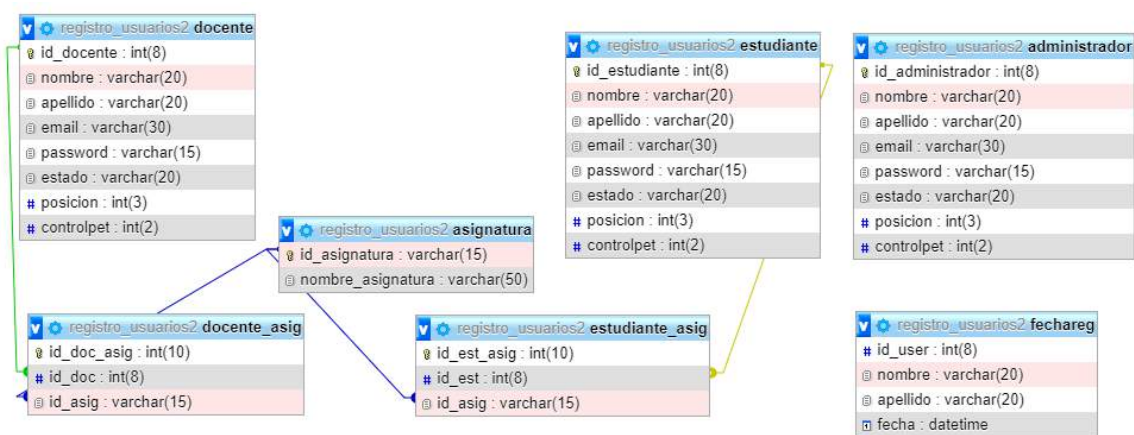 registro_usuarios2 docente
id_docente : int(8)
nombre : varchar(20)
apellido : varchar(20)
email : varchar(30)
password : varchar(15)
estado : varchar(20)
# posicion : int(3)
# controlpet : int(2)
registro_usuarios2 estudiante
id_estudiante : int(8)
nombre : varchar(20)
apellido : varchar(20)
email : varchar(30)
password : varchar(15)
estado : varchar(20)
# posicion : int(3)
# controlpet : int(2)
registro_usuarios2 administrador
id_administrador : int(8)
nombre : varchar(20)
apellido : varchar(20)
email : varchar(30)
password : varchar(15)
estado : varchar(20)
# posicion : int(3)
# controlpet : int(2)
registro_usuarios2 asignatura
id_asignatura : varchar(15)
nombre_asignatura : varchar(50)
registro_usuarios2 docente_asig
id_doc_asig : int(10)
# id_doc : int(8)
id_asig : varchar(15)
registro_usuarios2 estudiante_asig
id_est_asig : int(10)
# id_est : int(8)
id_asig : varchar(15)
registro_usuarios2 fechareg
# id_user : int(8)
nombre : varchar(20)
apellido : varchar(20)
fecha : datetime